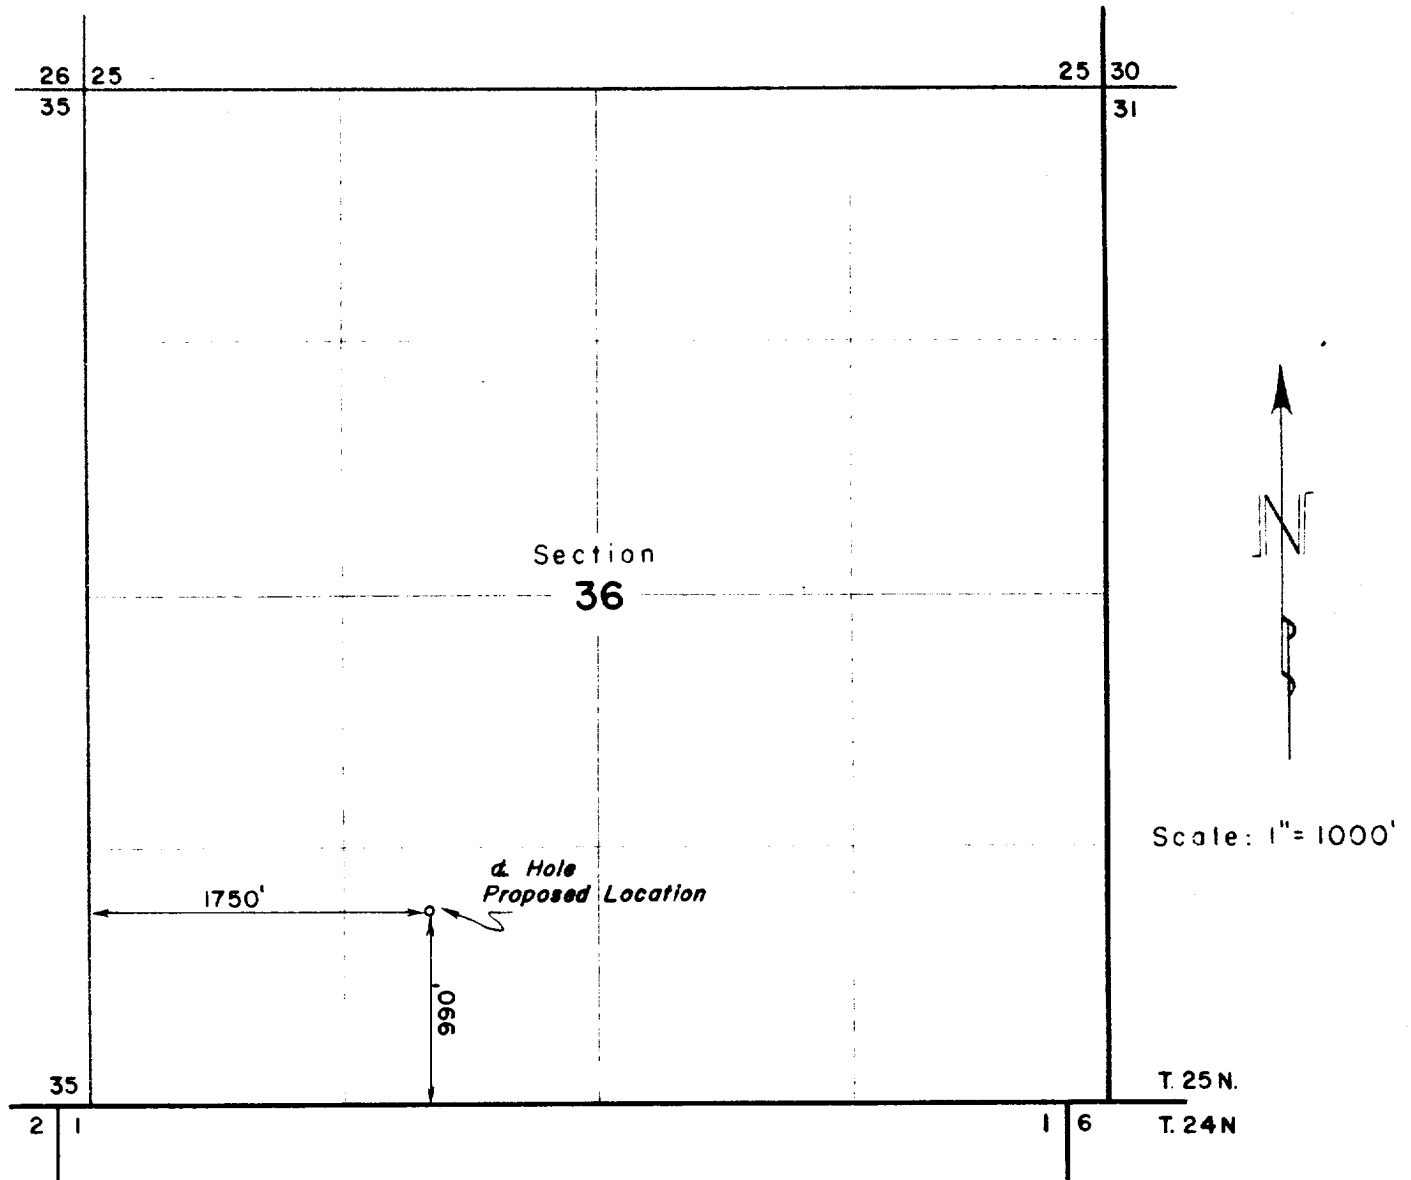 26 25
25 30
35
31
N
Section
36
Scale: 1"= 1000'
℄ Hole
Proposed Location
1750'
990'
35
T. 25 N.
2 1
1 6
T. 24 N